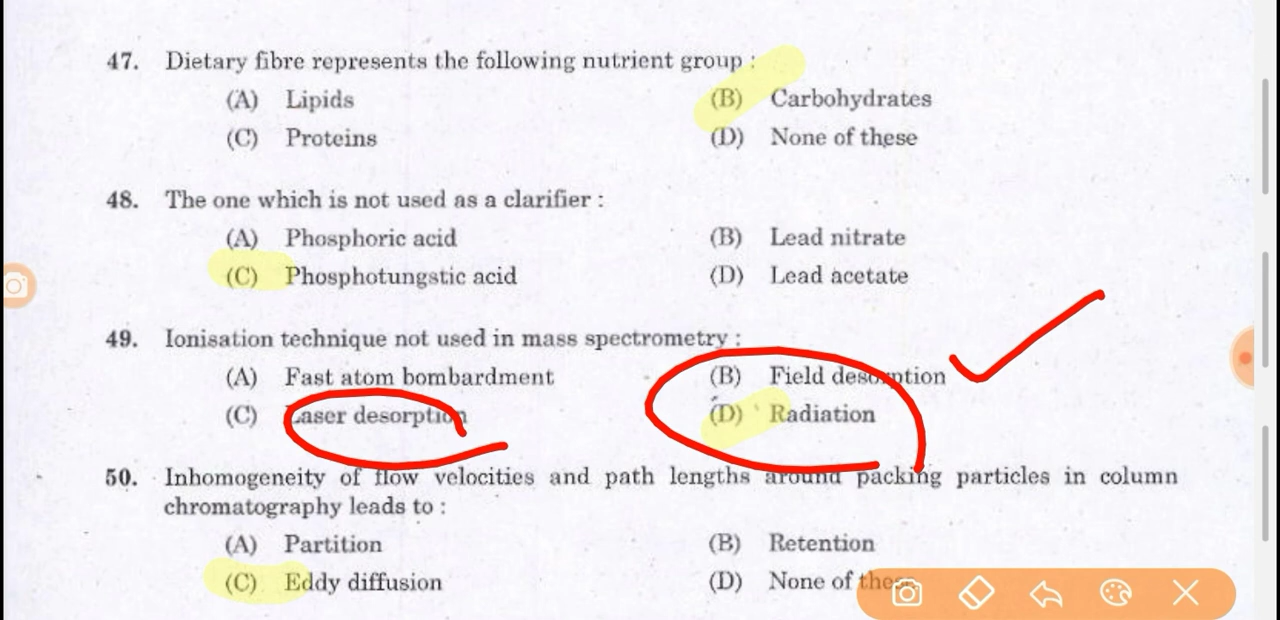 47. Dietary fibre represents the following nutrient group :
(A) Lipids (B) Carbohydrates
(C) Proteins (D) None of these
48. The one which is not used as a clarifier :
(A) Phosphoric acid (B) Lead nitrate
(C) Phosphotungstic acid (D) Lead acetate
49. Ionisation technique not used in mass spectrometry :
(A) Fast atom bombardment (B) Field desorption
(C) Laser desorption (D) Radiation
50. Inhomogeneity of flow velocities and path lengths around packing particles in column
chromatography leads to :
(A) Partition (B) Retention
(C) Eddy diffusion (D) None of these